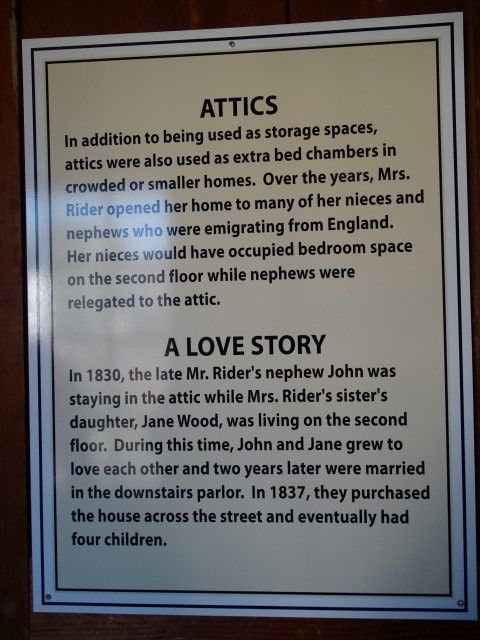 ATTICS
In addition to being used as storage spaces,
attics were also used as extra bed chambers in
crowded or smaller homes. Over the years, Mrs.
Rider opened her home to many of her nieces and
nephews who were emigrating from England.
Her nieces would have occupied bedroom space
on the second floor while nephews were
relegated to the attic.
A LOVE STORY
In 1830, the late Mr. Rider's nephew John was
staying in the attic while Mrs. Rider's sister's
daughter, Jane Wood, was living on the second
floor. During this time, John and Jane grew to
love each other and two years later were married
in the downstairs parlor. In 1837, they purchased
the house across the street and eventually had
four children.